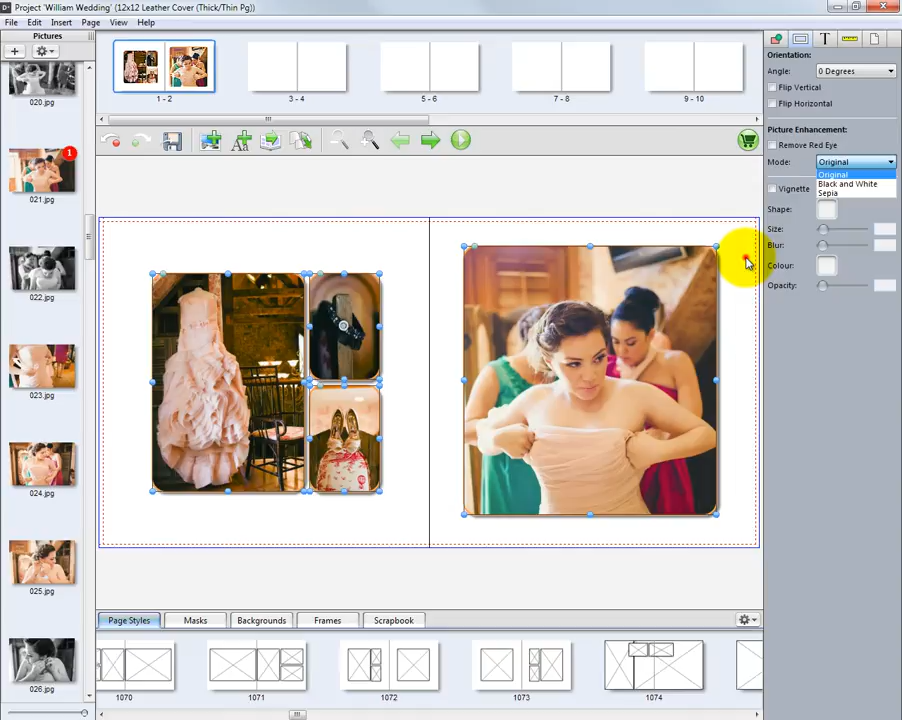 Project 'William Wedding' (12x12 Leather Cover (Thick/Thin Pg))
File Edit Insert Page View Help
Pictures
020.jpg
1
021.jpg
022.jpg
023.jpg
024.jpg
025.jpg
026.jpg
1 - 2
3 - 4
5 - 6
7 - 8
9 - 10
Orientation:
Angle: 0 Degrees
Flip Vertical
Flip Horizontal
Picture Enhancement:
Remove Red Eye
Mode: Original
Original
Black and White
Sepia
Vignette
Shape:
Size:
Blur:
Colour:
Opacity:
Page Styles Masks Backgrounds Frames Scrapbook
1070 1071 1072 1073 1074